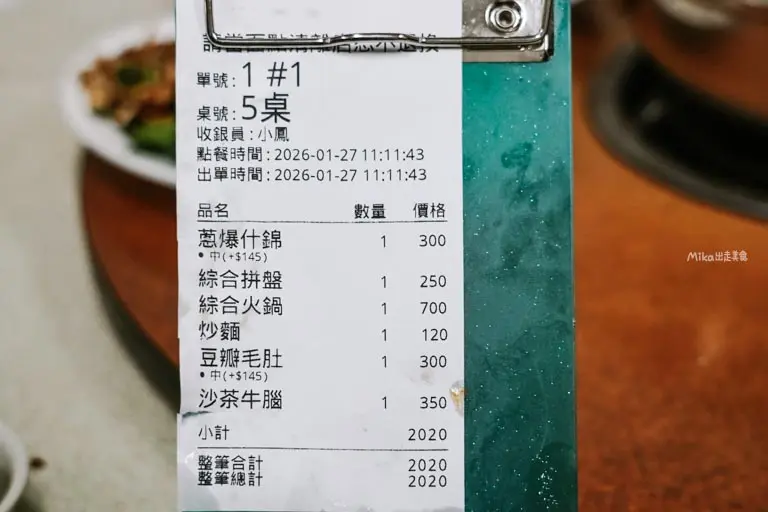 單號: 1 #1
桌號: 5桌
收銀員 : 小鳳
點餐時間 : 2026-01-27 11:11:43
出單時間 : 2026-01-27 11:11:43
品名 數量 價格
蔥爆什錦 1 300
• 中(+$145)
綜合拼盤 1 250
綜合火鍋 1 700
炒麵 1 120
豆瓣毛肚 1 300
• 中(+$145)
沙茶牛腦 1 350
小計 2020
整筆合計 2020
整筆總計 2020
Mika出走美食